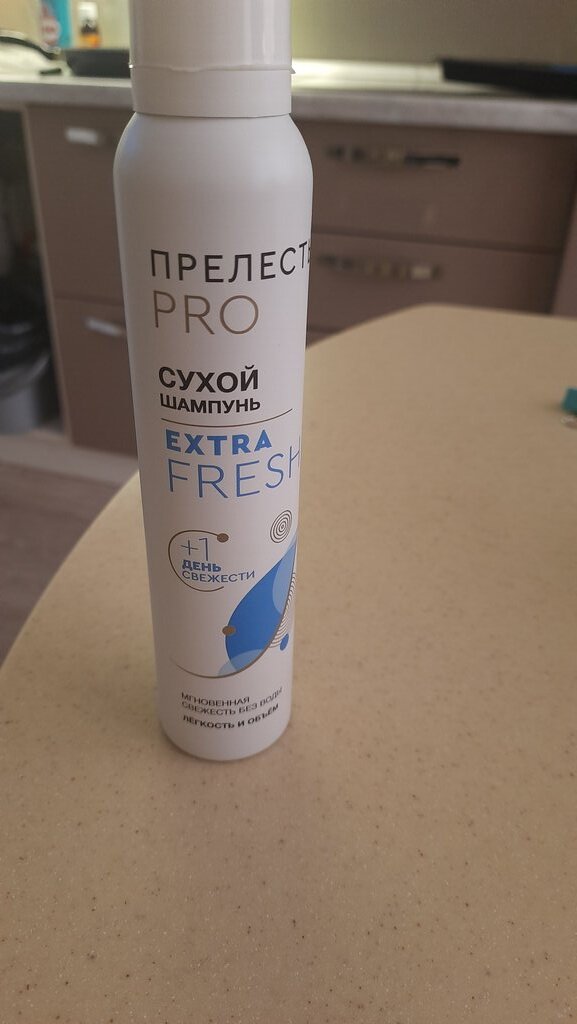 ПРЕЛЕСТЬ
PRO
СУХОЙ
ШАМПУНЬ
EXTRA
FRESH
+1
ДЕНЬ
СВЕЖЕСТИ
МГНОВЕННАЯ
СВЕЖЕСТЬ БЕЗ ВОДЫ
ЛЁГКОСТЬ И ОБЪЁМ